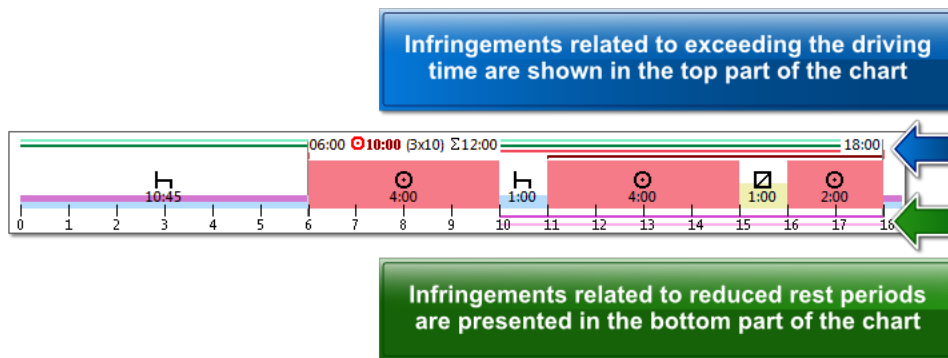 Infringements related to exceeding the driving
time are shown in the top part of the chart
06:00 10:00 (3x10) Σ12:00 18:00
10:45 4:00 1:00 4:00 1:00 2:00
0 1 2 3 4 5 6 7 8 9 10 11 12 13 14 15 16 17 18
Infringements related to reduced rest periods
are presented in the bottom part of the chart